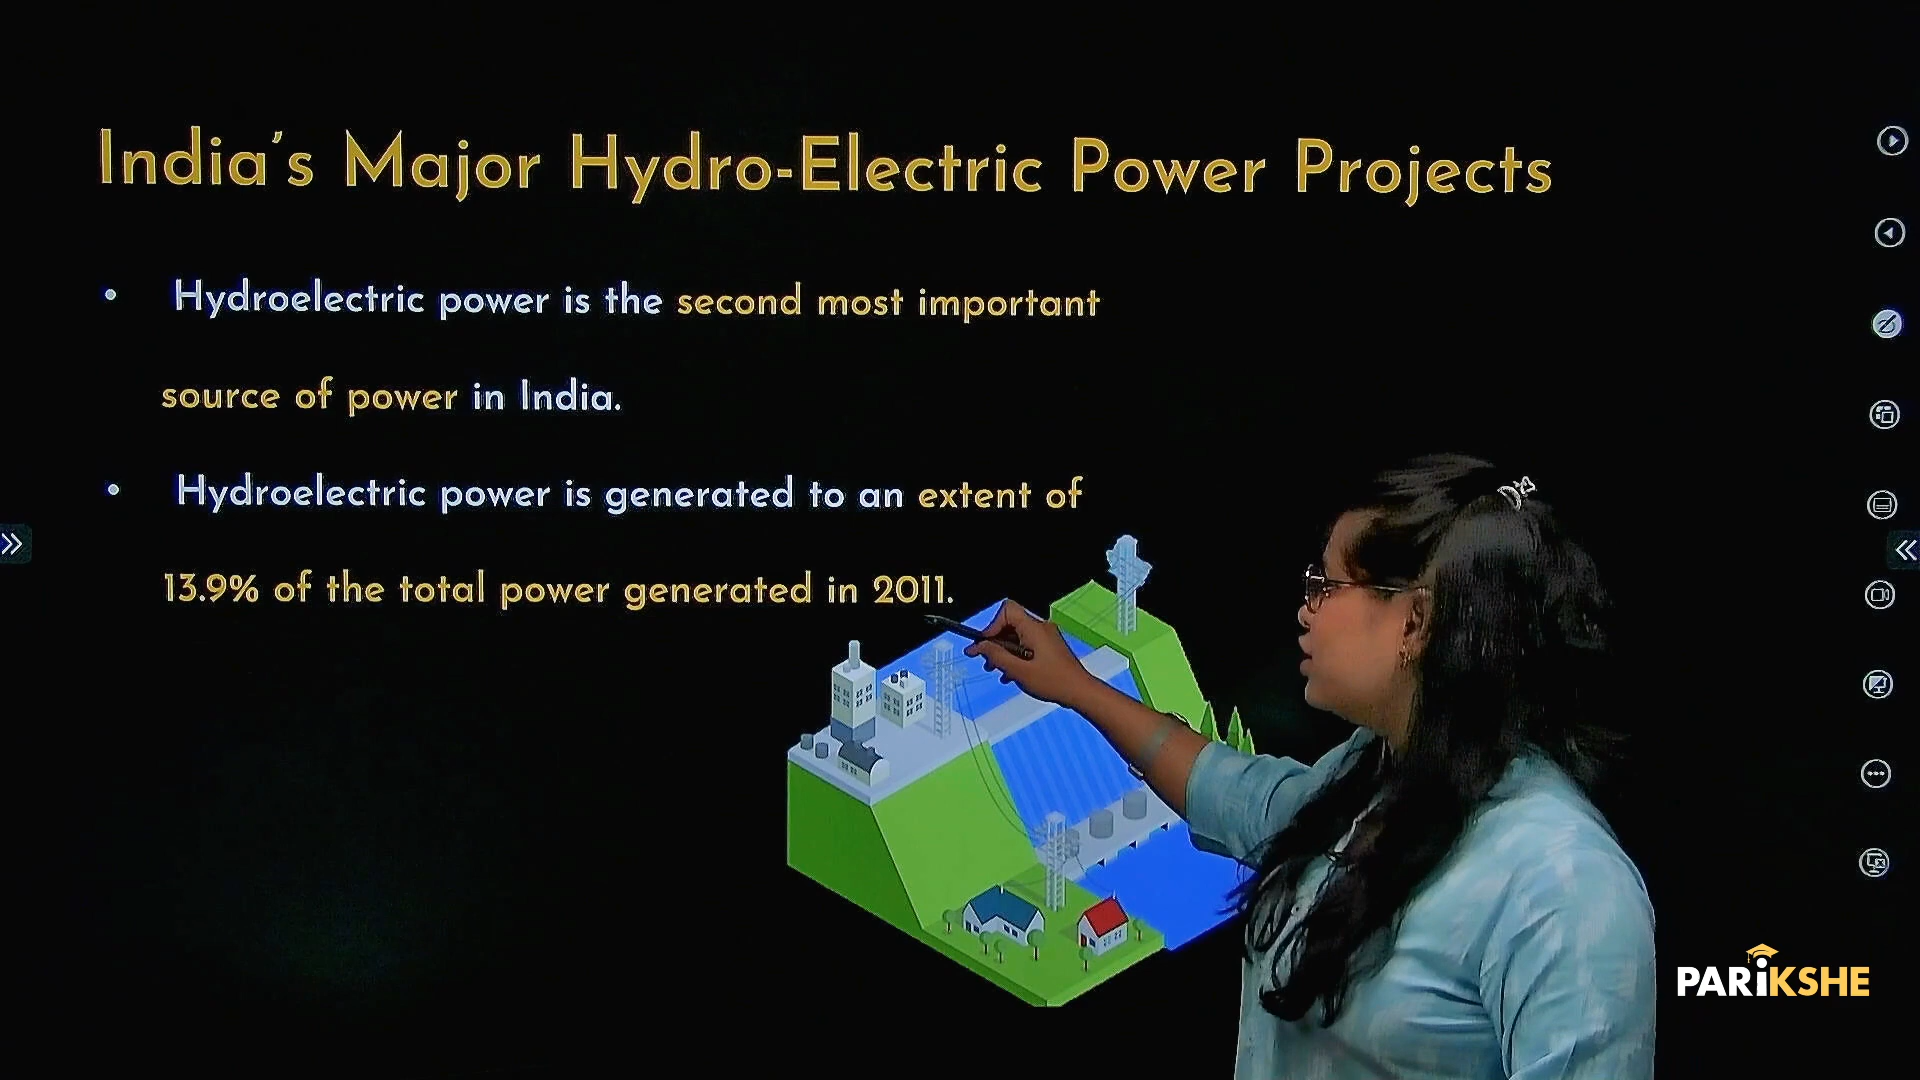 India's Major Hydro-Electric Power Projects
• Hydroelectric power is the second most important
source of power in India.
• Hydroelectric power is generated to an extent of
13.9% of the total power generated in 2011.
PARiKSHE